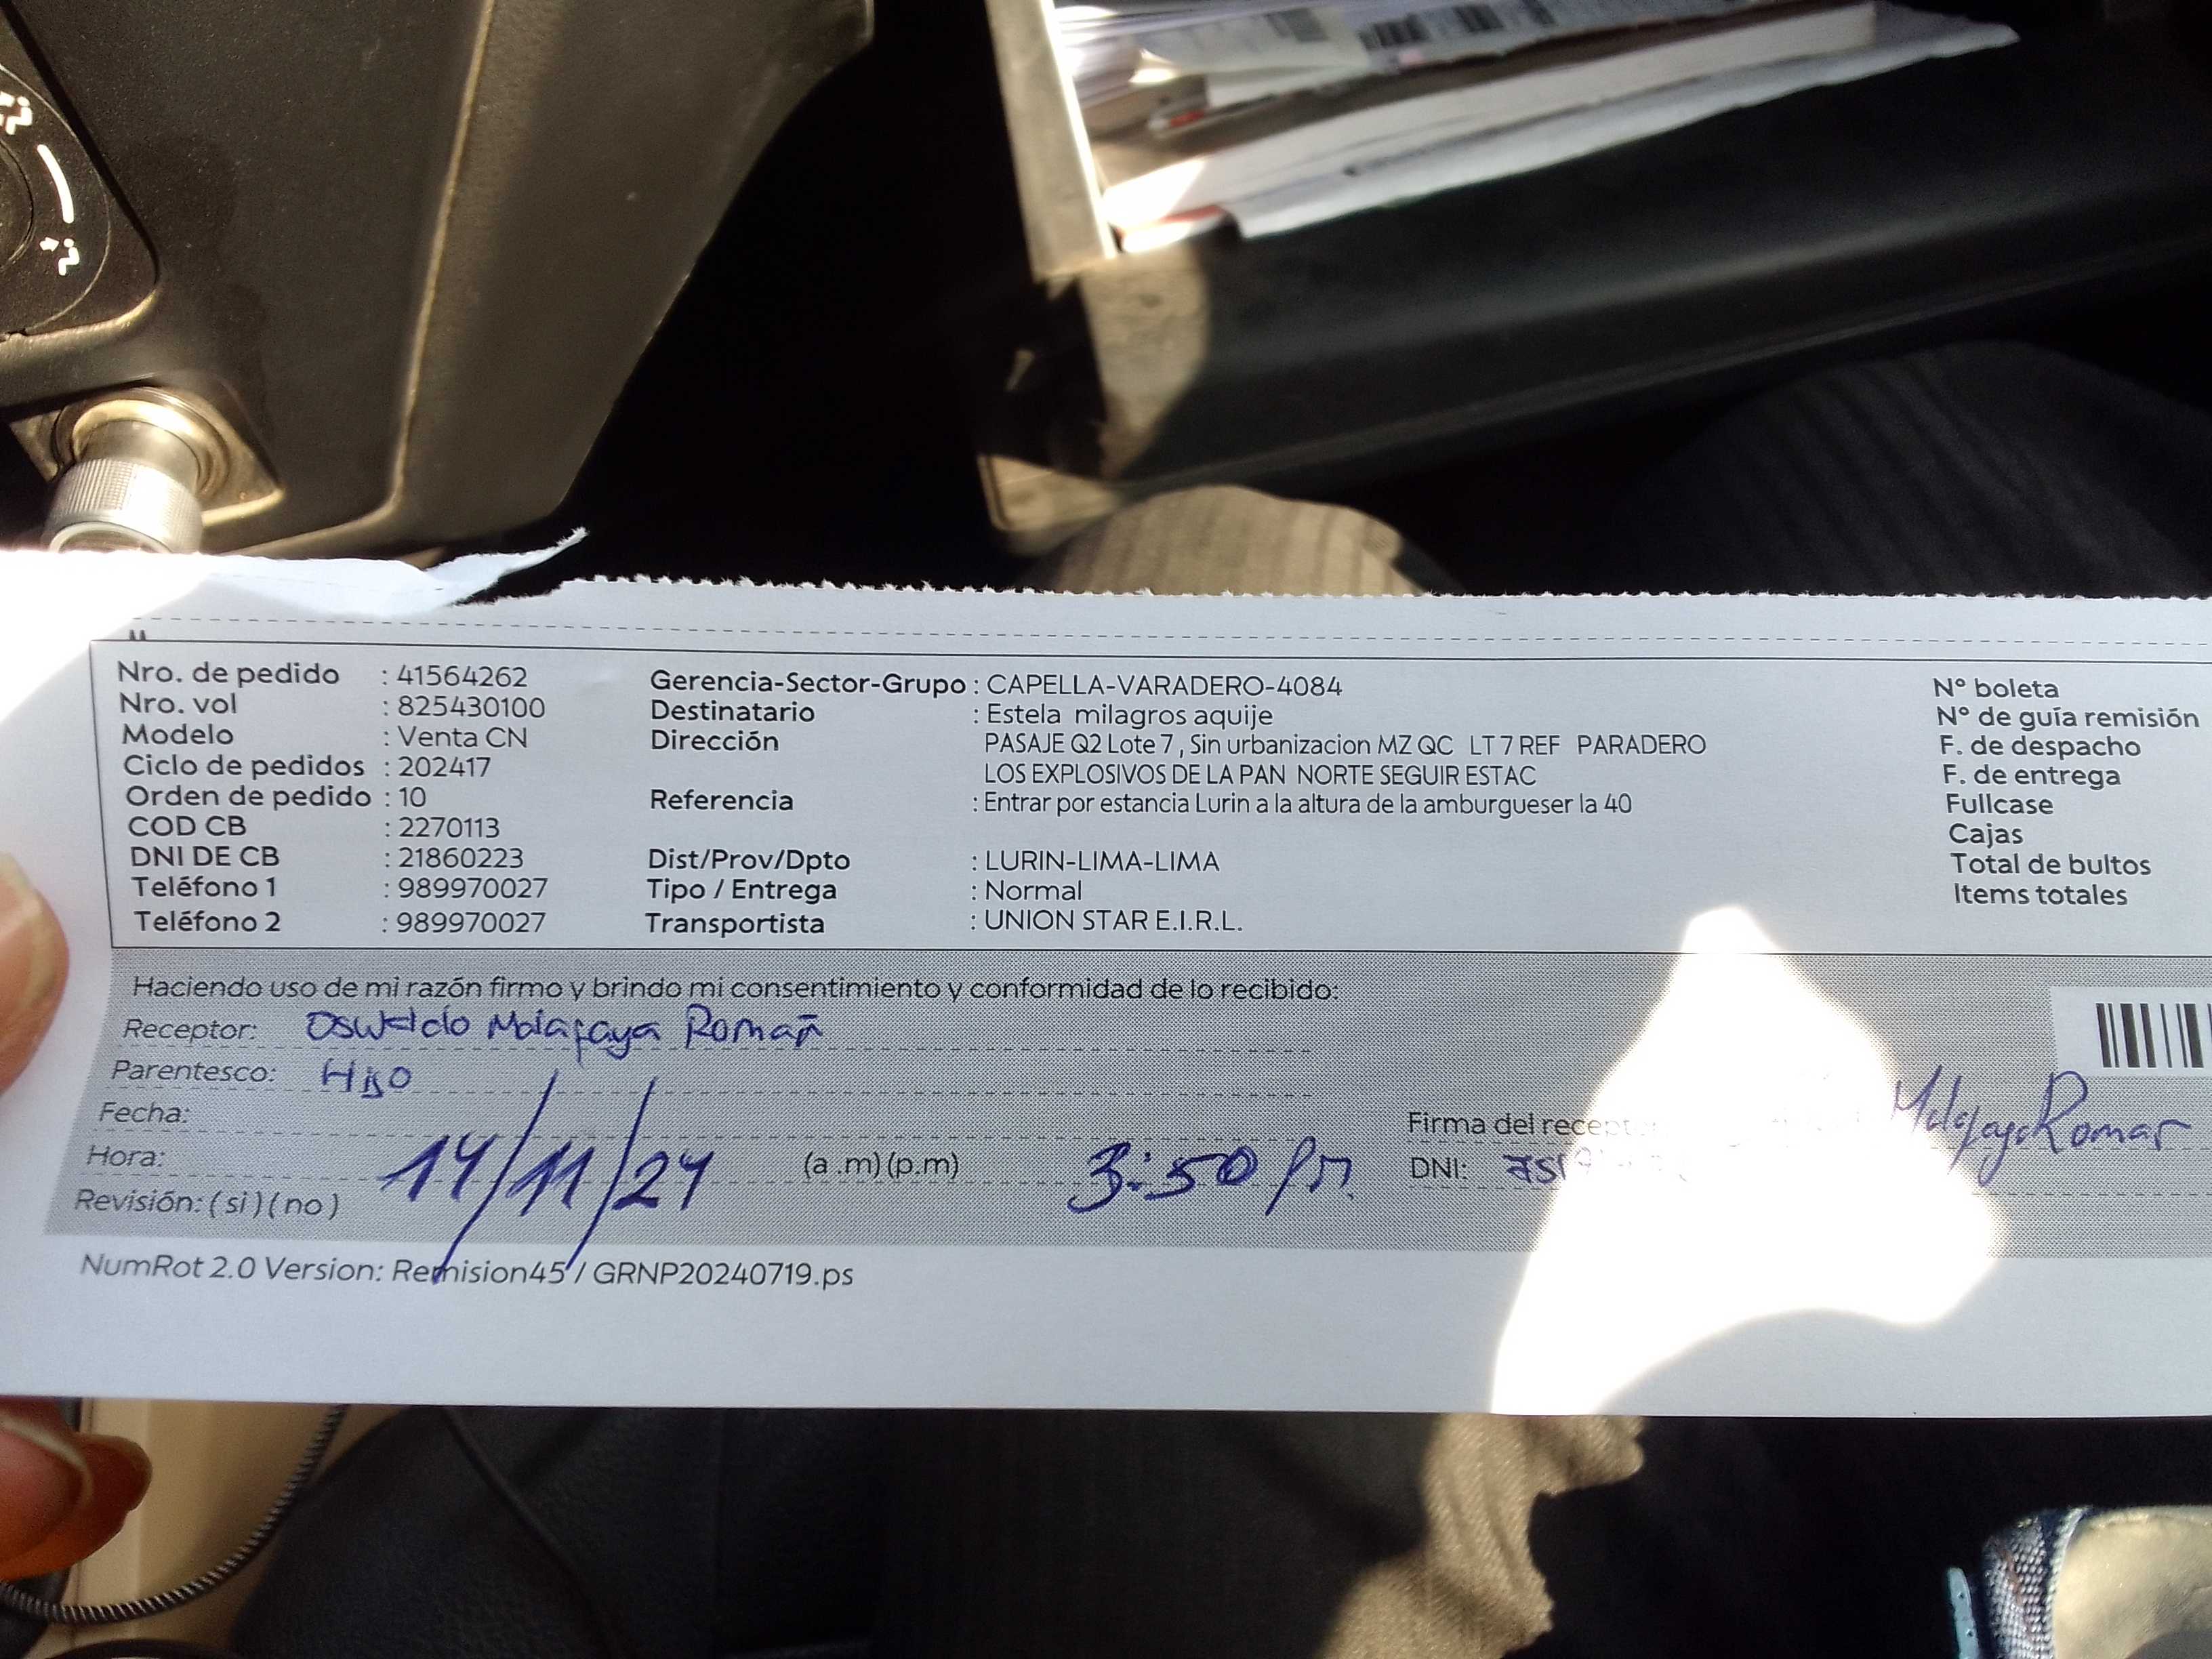 Nro. de pedido : 41564262
Nro. vol : 825430100
Modelo : Venta CN
Ciclo de pedidos : 202417
Orden de pedido : 10
COD CB : 2270113
DNI DE CB : 21860223
Teléfono 1 : 989970027
Teléfono 2 : 989970027
Gerencia-Sector-Grupo : CAPELLA-VARADERO-4084
Destinatario : Estela milagros aquije
Dirección PASAJE Q2 Lote 7 , Sin urbanizacion MZ QC LT 7 REF PARADERO
LOS EXPLOSIVOS DE LA PAN NORTE SEGUIR ESTAC
Referencia : Entrar por estancia Lurin a la altura de la amburgueser la 40
Dist/Prov/Dpto : LURIN-LIMA-LIMA
Tipo / Entrega : Normal
Transportista : UNION STAR E.I.R.L.
N° boleta
N° de guía remisión
F. de despacho
F. de entrega
Fullcase
Cajas
Total de bultos
Items totales
Haciendo uso de mi razón firmo y brindo mi consentimiento y conformidad de lo recibido:
Receptor: Oswaldo Malafaya Roman
Parentesco: Hijo
Fecha:
Hora: 14/11/24 (a .m) (p.m) 3:50 Pm.
Revisión: ( si ) ( no )
Firma del
DNI:
NumRot 2.0 Version: Remision45 / GRNP20240719.ps